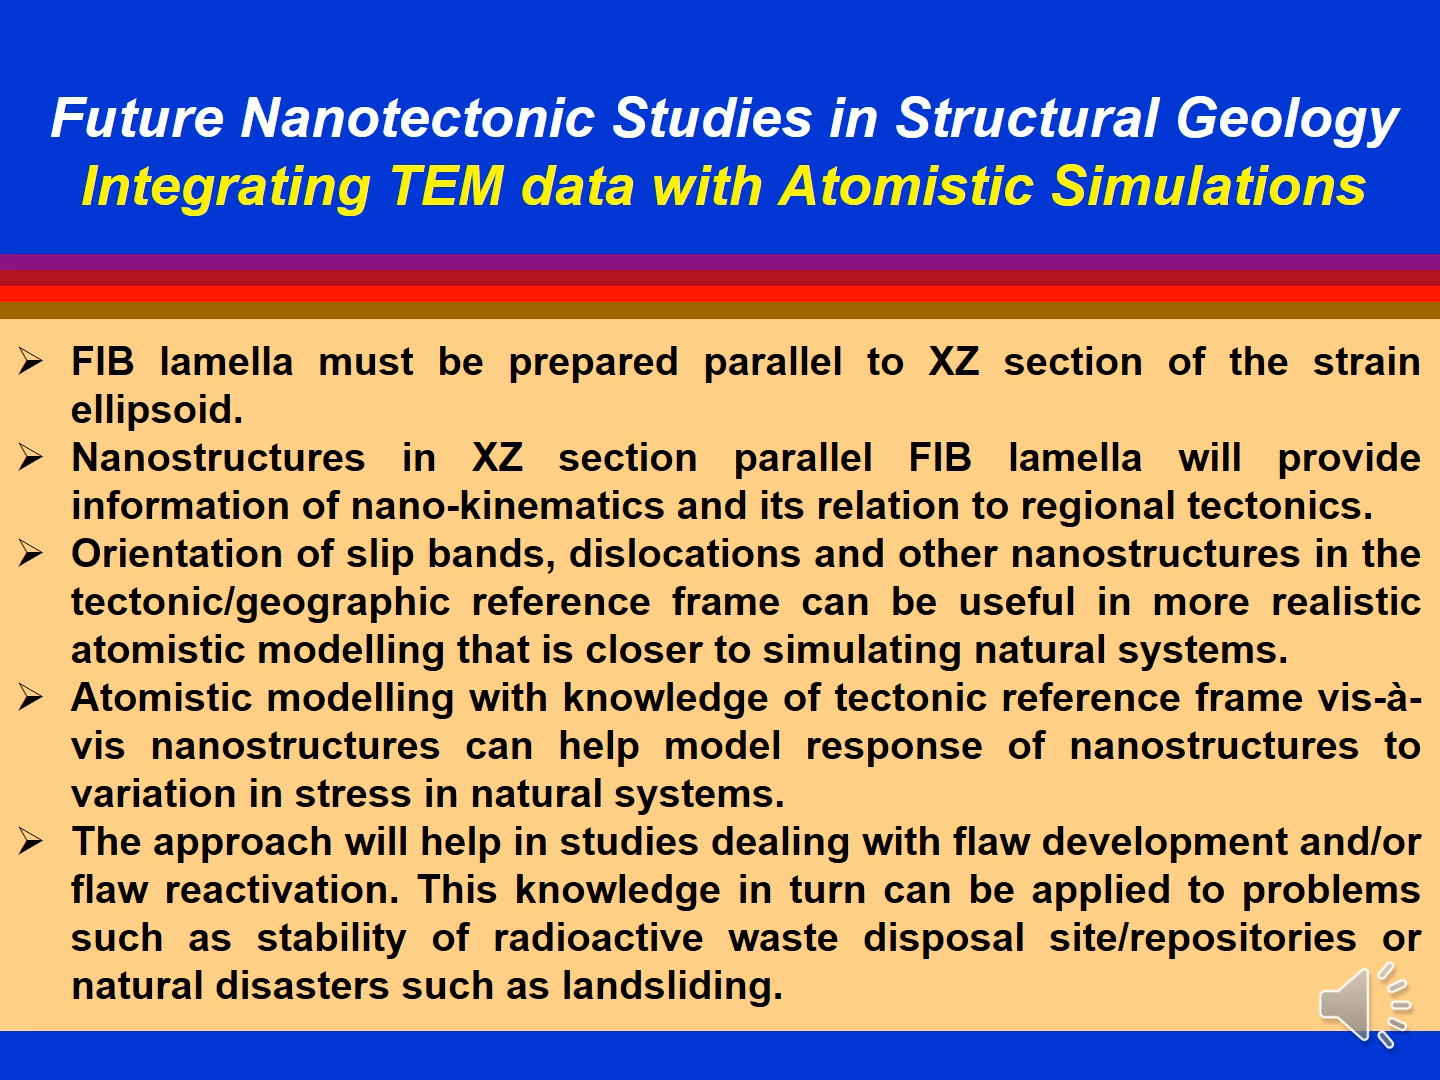 Future Nanotectonic Studies in Structural Geology
Integrating TEM data with Atomistic Simulations
➢ FIB lamella must be prepared parallel to XZ section of the strain
ellipsoid.
➢ Nanostructures in XZ section parallel FIB lamella will provide
information of nano-kinematics and its relation to regional tectonics.
➢ Orientation of slip bands, dislocations and other nanostructures in the
tectonic/geographic reference frame can be useful in more realistic
atomistic modelling that is closer to simulating natural systems.
➢ Atomistic modelling with knowledge of tectonic reference frame vis-à-
vis nanostructures can help model response of nanostructures to
variation in stress in natural systems.
➢ The approach will help in studies dealing with flaw development and/or
flaw reactivation. This knowledge in turn can be applied to problems
such as stability of radioactive waste disposal site/repositories or
natural disasters such as landsliding.